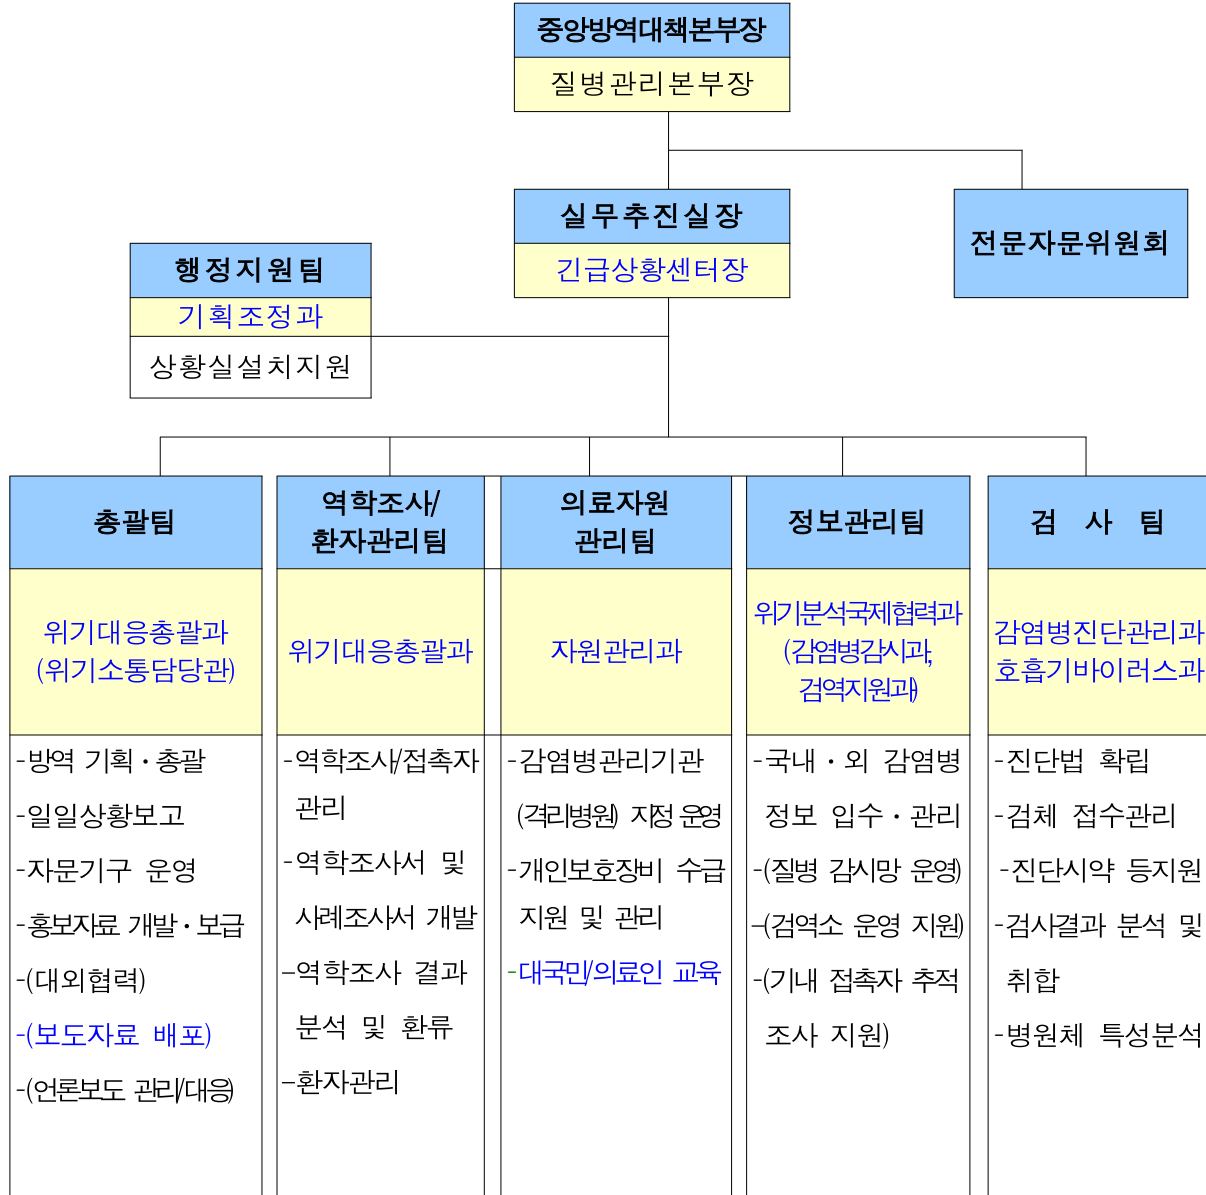 중앙방역대책본부장
질병관리본부장
실무추진실장
긴급상황센터장
전문자문위원회
행정지원팀
기획조정과
상황실설치지원
총괄팀
위기대응총괄과
(위기소통담당관)
-방역 기획·총괄
-일일상황보고
-자문기구 운영
-홍보자료 개발·보급
-(대외협력)
-(보도자료 배포)
-(언론보도 관리/대응)
역학조사/
환자관리팀
위기대응총괄과
-역학조사/접촉자
관리
-역학조사서 및
사례조사서 개발
-역학조사 결과
분석 및 환류
-환자관리
의료자원
관리팀
자원관리과
-감염병관리기관
(격리병원) 지정 운영
-개인보호장비 수급
지원 및 관리
-대국민/의료인 교육
정보관리팀
위기분석국제협력과
(감염병감시과,
검역지원과)
-국내·외 감염병
정보 입수·관리
-(질병 감시망 운영)
-(검역소 운영 지원)
-(기내 접촉자 추적
조사 지원)
검 사 팀
감염병진단관리과
호흡기바이러스과
-진단법 확립
-검체 접수관리
-진단시약 등지원
-검사결과 분석 및
취합
-병원체 특성분석